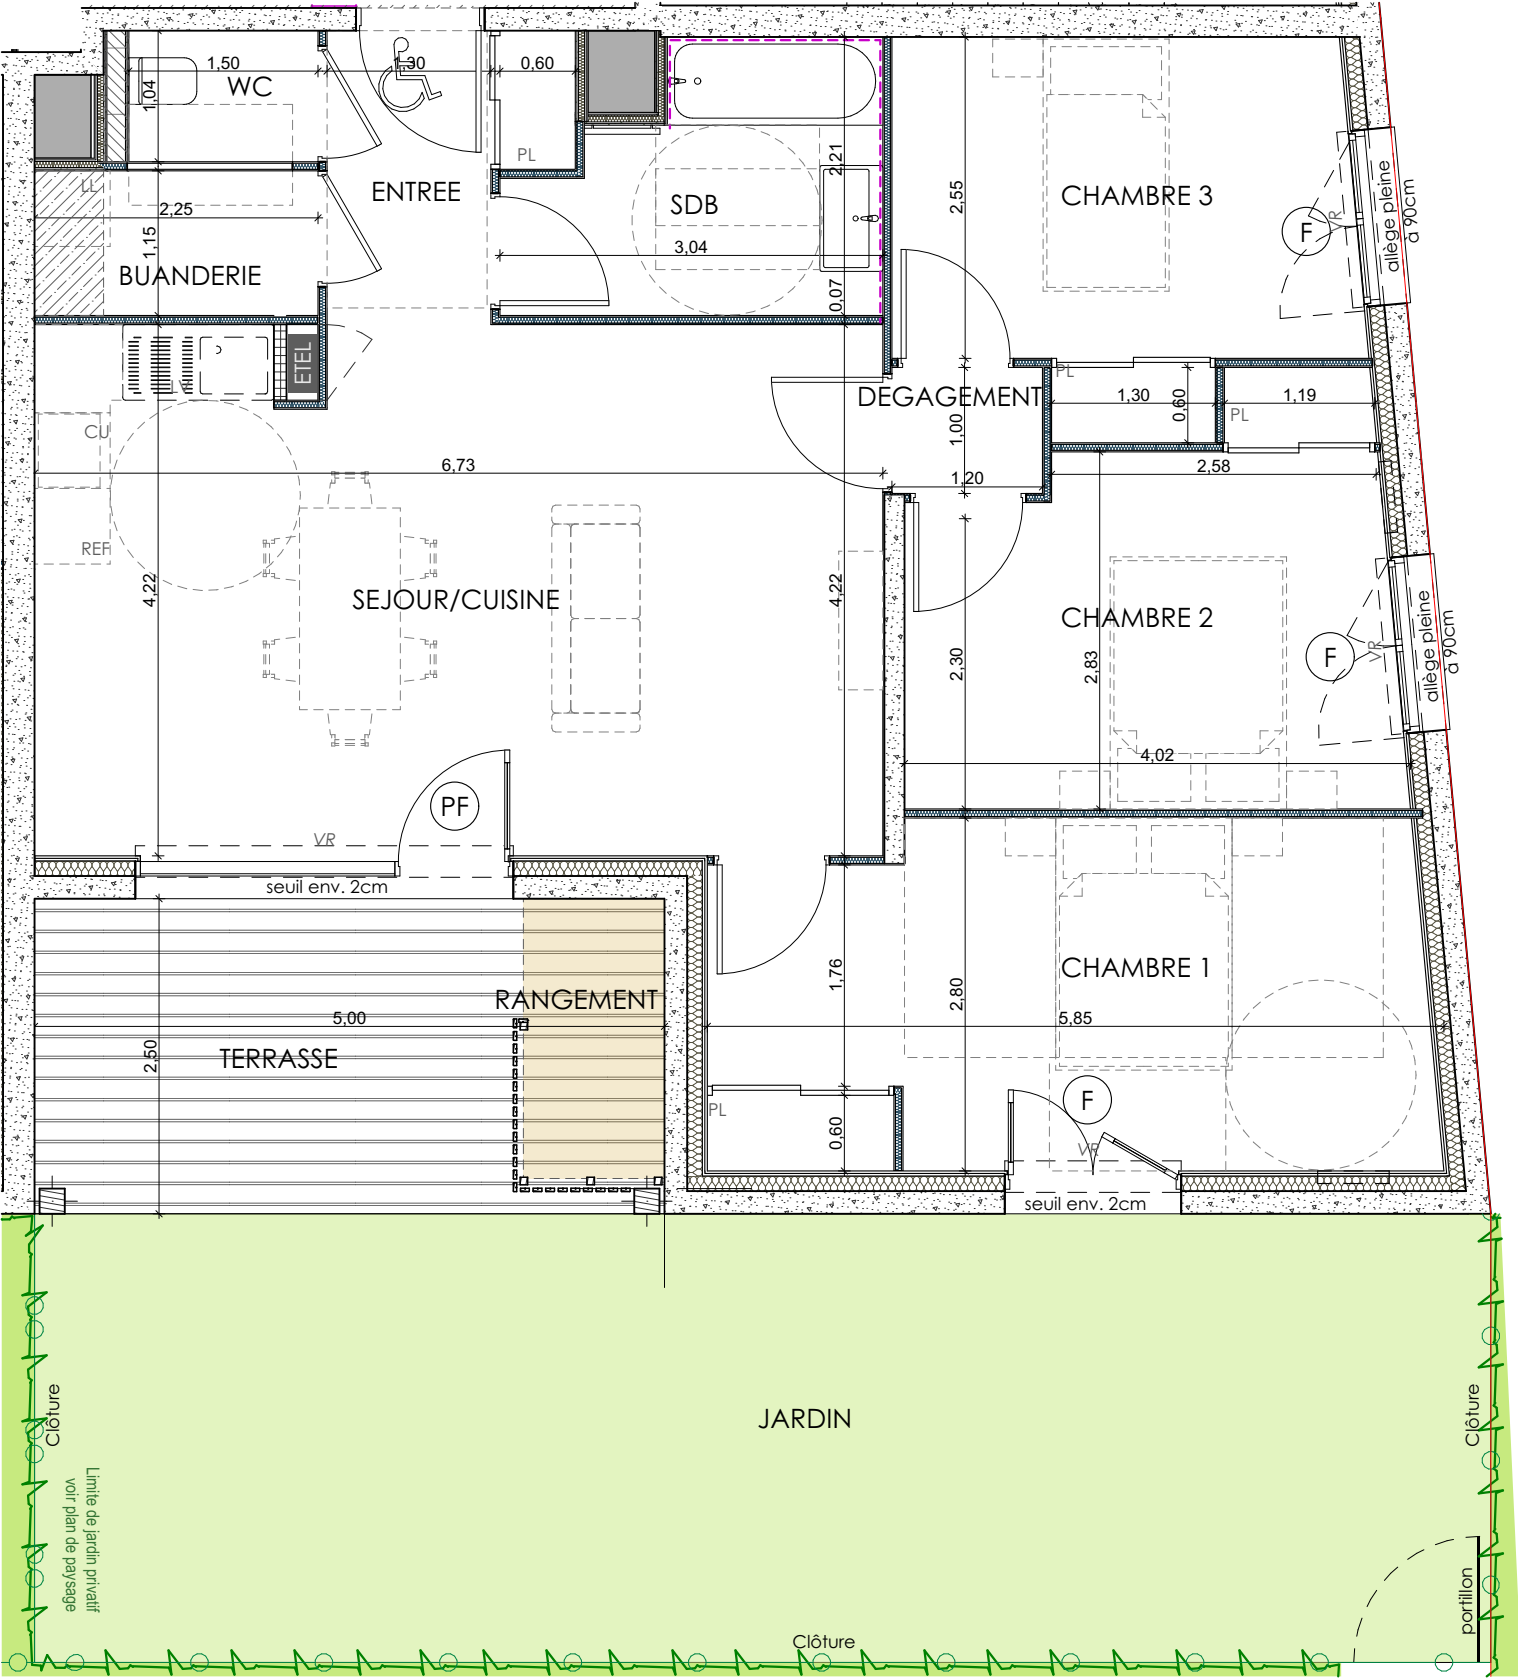 1,50
WC
1,04
1,30
0,60
PL
ENTREE
LL
2,25
1,15
BUANDERIE
SDB
2,21
3,04
0,07
2,55
CHAMBRE 3
F
VR
allège pleine
à 90cm
LV
ETEL
CU
REF
6,73
4,22
SEJOUR/CUISINE
4,22
DEGAGEMENT
1,00
1,20
PL
1,30
0,60
PL
1,19
2,58
2,30
2,83
CHAMBRE 2
4,02
F
VR
allège pleine
à 90cm
PF
VR
seuil env. 2cm
RANGEMENT
5,00
TERRASSE
2,50
1,76
2,80
CHAMBRE 1
5,85
PL
0,60
F
VR
seuil env. 2cm
JARDIN
Clôture
Clôture
Limite de jardin privatif
voir plan de paysage
Clôture
portillon